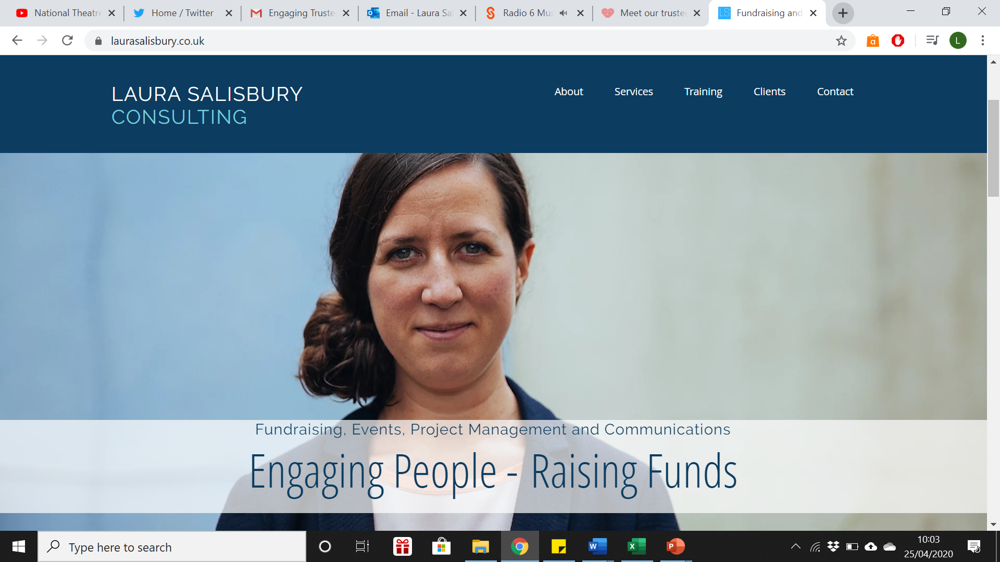 National Theatre
Home / Twitter
Engaging Truste
Email - Laura Sa
Radio 6 Mus
Meet our truste
LS
Fundraising and
laurasalisbury.co.uk
a
L
LAURA SALISBURY
CONSULTING
About
Services
Training
Clients
Contact
Fundraising, Events, Project Management and Communications
Engaging People - Raising Funds
Type here to search
W
X
P
10:03
25/04/2020